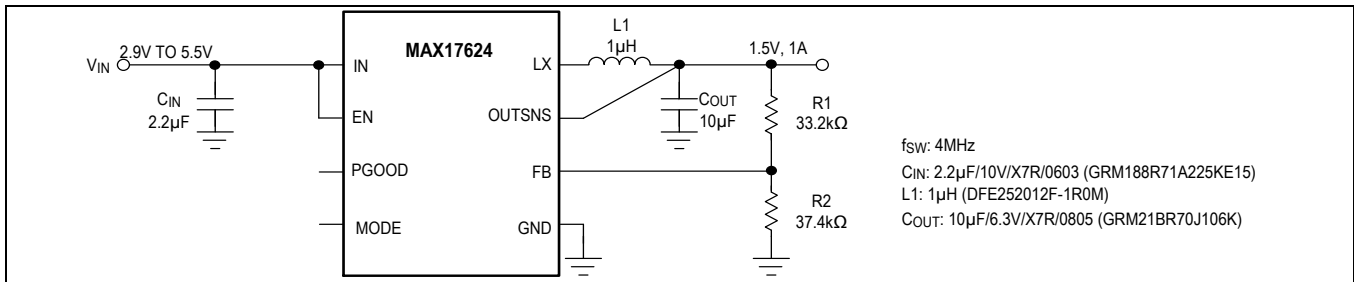 L1
1µH
MAX17624
2.9V TO 5.5V
1.5V, 1A
VIN
IN
LX
CIN
2.2µF
EN
OUTSNS
COUT
10µF
R1
33.2kΩ
PGOOD
FB
MODE
GND
R2
37.4kΩ
fSW: 4MHz
CIN: 2.2µF/10V/X7R/0603 (GRM188R71A225KE15)
L1: 1µH (DFE252012F-1R0M)
COUT: 10µF/6.3V/X7R/0805 (GRM21BR70J106K)